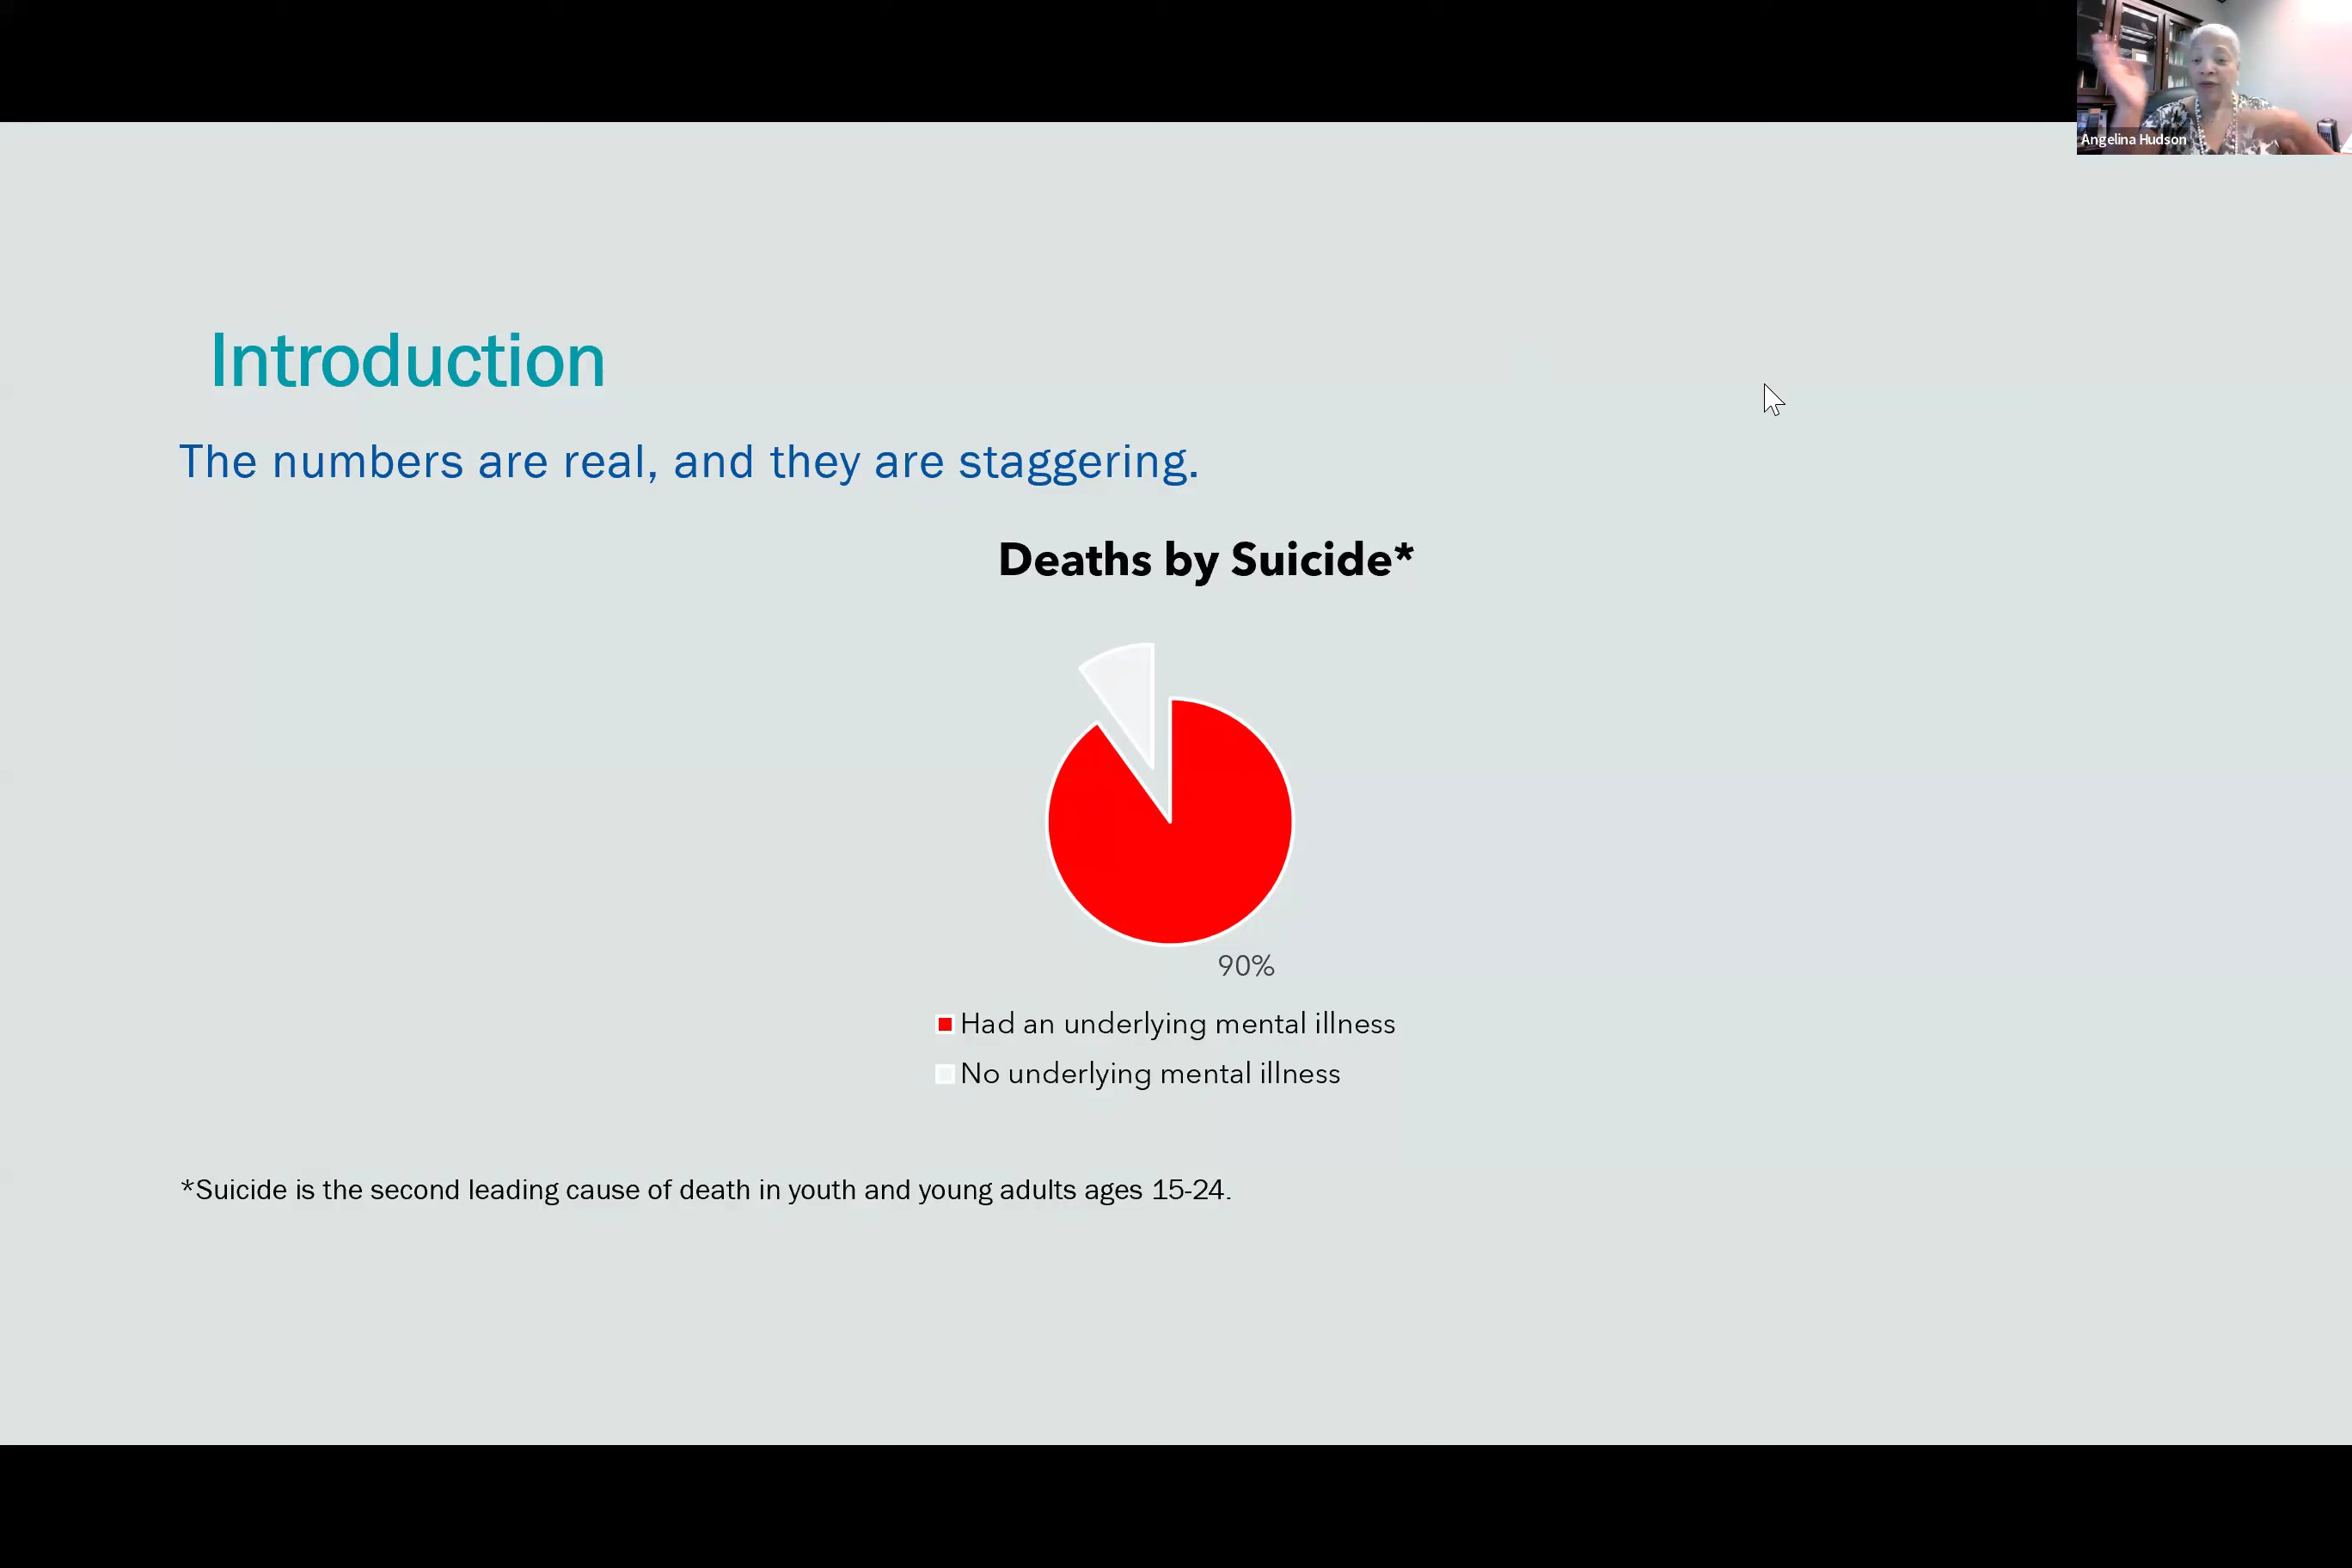 Angelina Hudson
Introduction
The numbers are real, and they are staggering.
Deaths by Suicide*
90%
Had an underlying mental illness
No underlying mental illness
*Suicide is the second leading cause of death in youth and young adults ages 15-24.